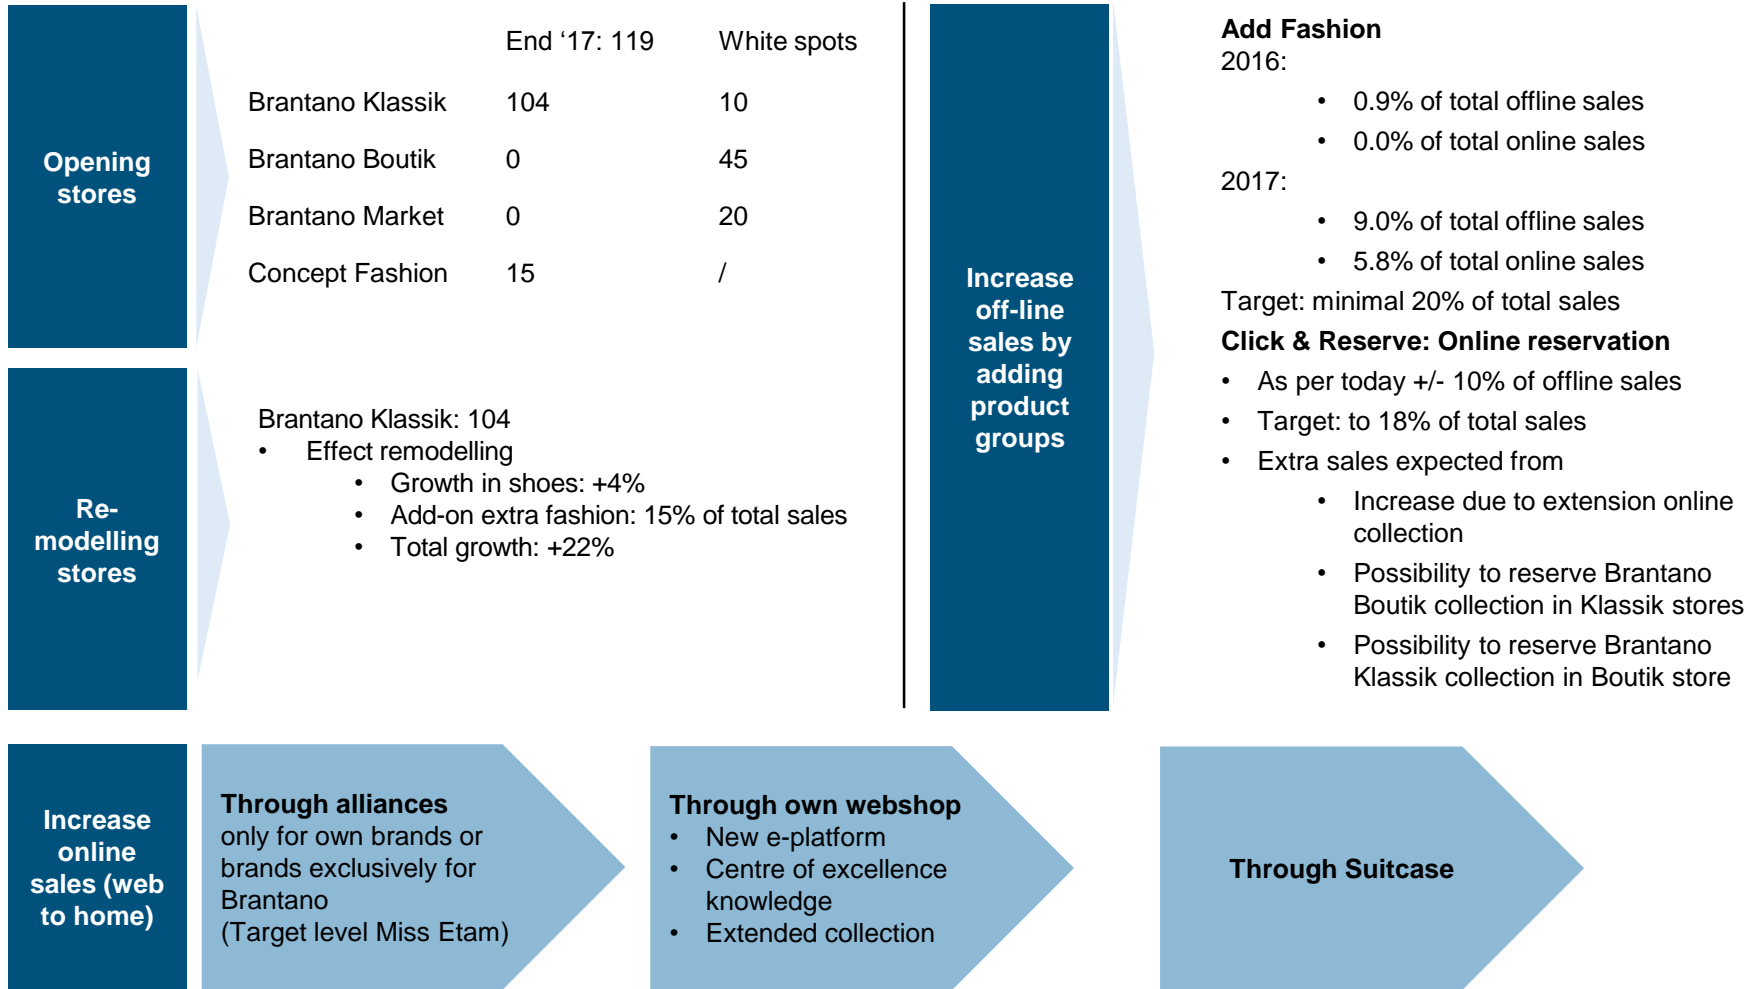 Opening
stores
End ‘17: 119 White spots
Brantano Klassik 104 10
Brantano Boutik 0 45
Brantano Market 0 20
Concept Fashion 15 /
Re-
modelling
stores
Brantano Klassik: 104
• Effect remodelling
• Growth in shoes: +4%
• Add-on extra fashion: 15% of total sales
• Total growth: +22%
Increase
off-line
sales by
adding
product
groups
Add Fashion
2016:
• 0.9% of total offline sales
• 0.0% of total online sales
2017:
• 9.0% of total offline sales
• 5.8% of total online sales
Target: minimal 20% of total sales
Click & Reserve: Online reservation
• As per today +/- 10% of offline sales
• Target: to 18% of total sales
• Extra sales expected from
• Increase due to extension online
collection
• Possibility to reserve Brantano
Boutik collection in Klassik stores
• Possibility to reserve Brantano
Klassik collection in Boutik store
Increase
online
sales (web
to home)
Through alliances
only for own brands or
brands exclusively for
Brantano
(Target level Miss Etam)
Through own webshop
• New e-platform
• Centre of excellence
knowledge
• Extended collection
Through Suitcase